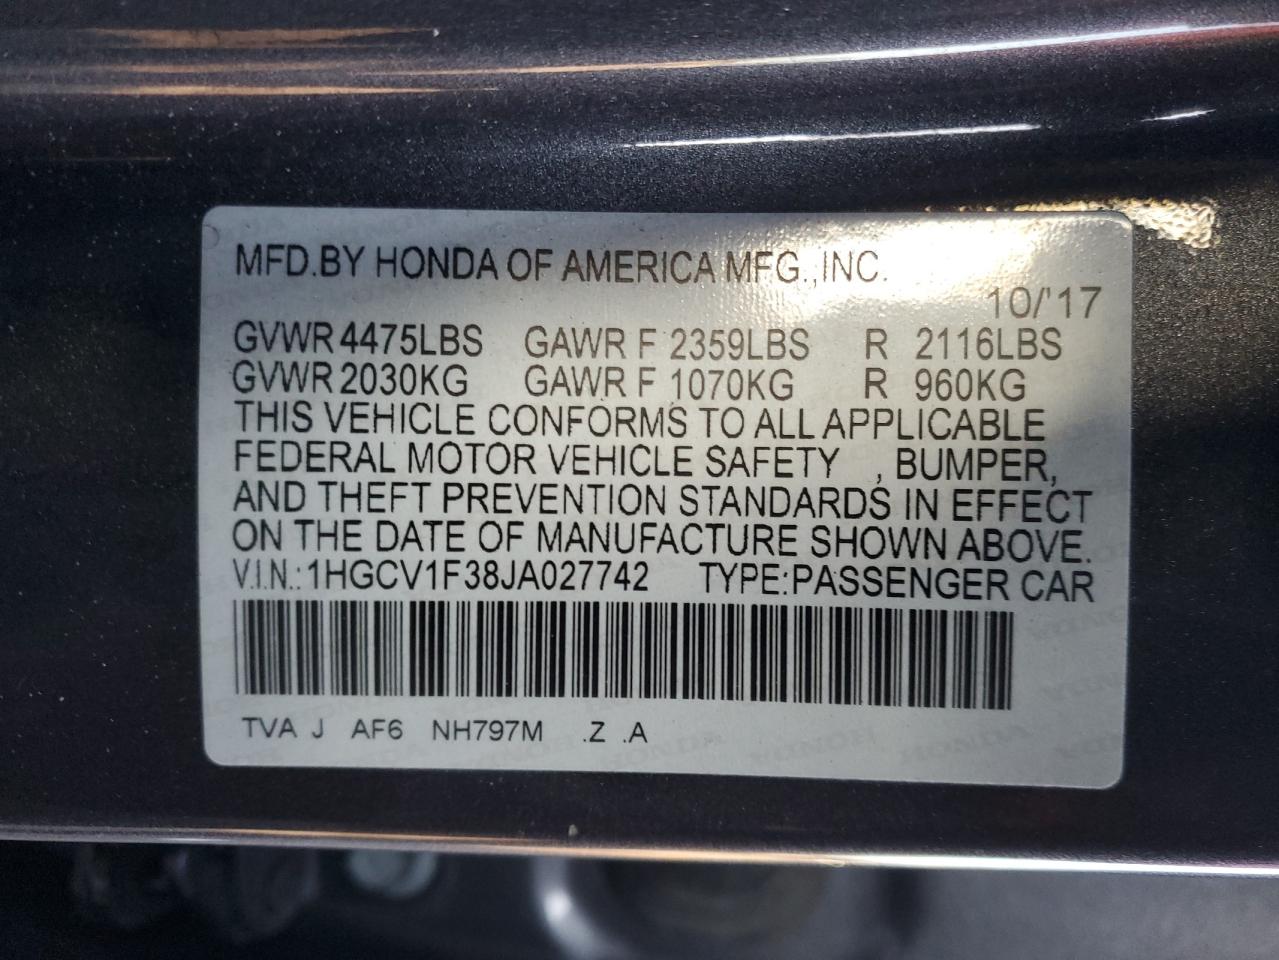 MFD.BY HONDA OF AMERICA MFG.,INC.
10/'17
GVWR 4475LBS GAWR F 2359LBS R 2116LBS
GVWR 2030KG GAWR F 1070KG R 960KG
THIS VEHICLE CONFORMS TO ALL APPLICABLE
FEDERAL MOTOR VEHICLE SAFETY , BUMPER,
AND THEFT PREVENTION STANDARDS IN EFFECT
ON THE DATE OF MANUFACTURE SHOWN ABOVE.
V.I.N.:1HGCV1F38JA027742 TYPE:PASSENGER CAR
TVA J AF6 NH797M .Z .A